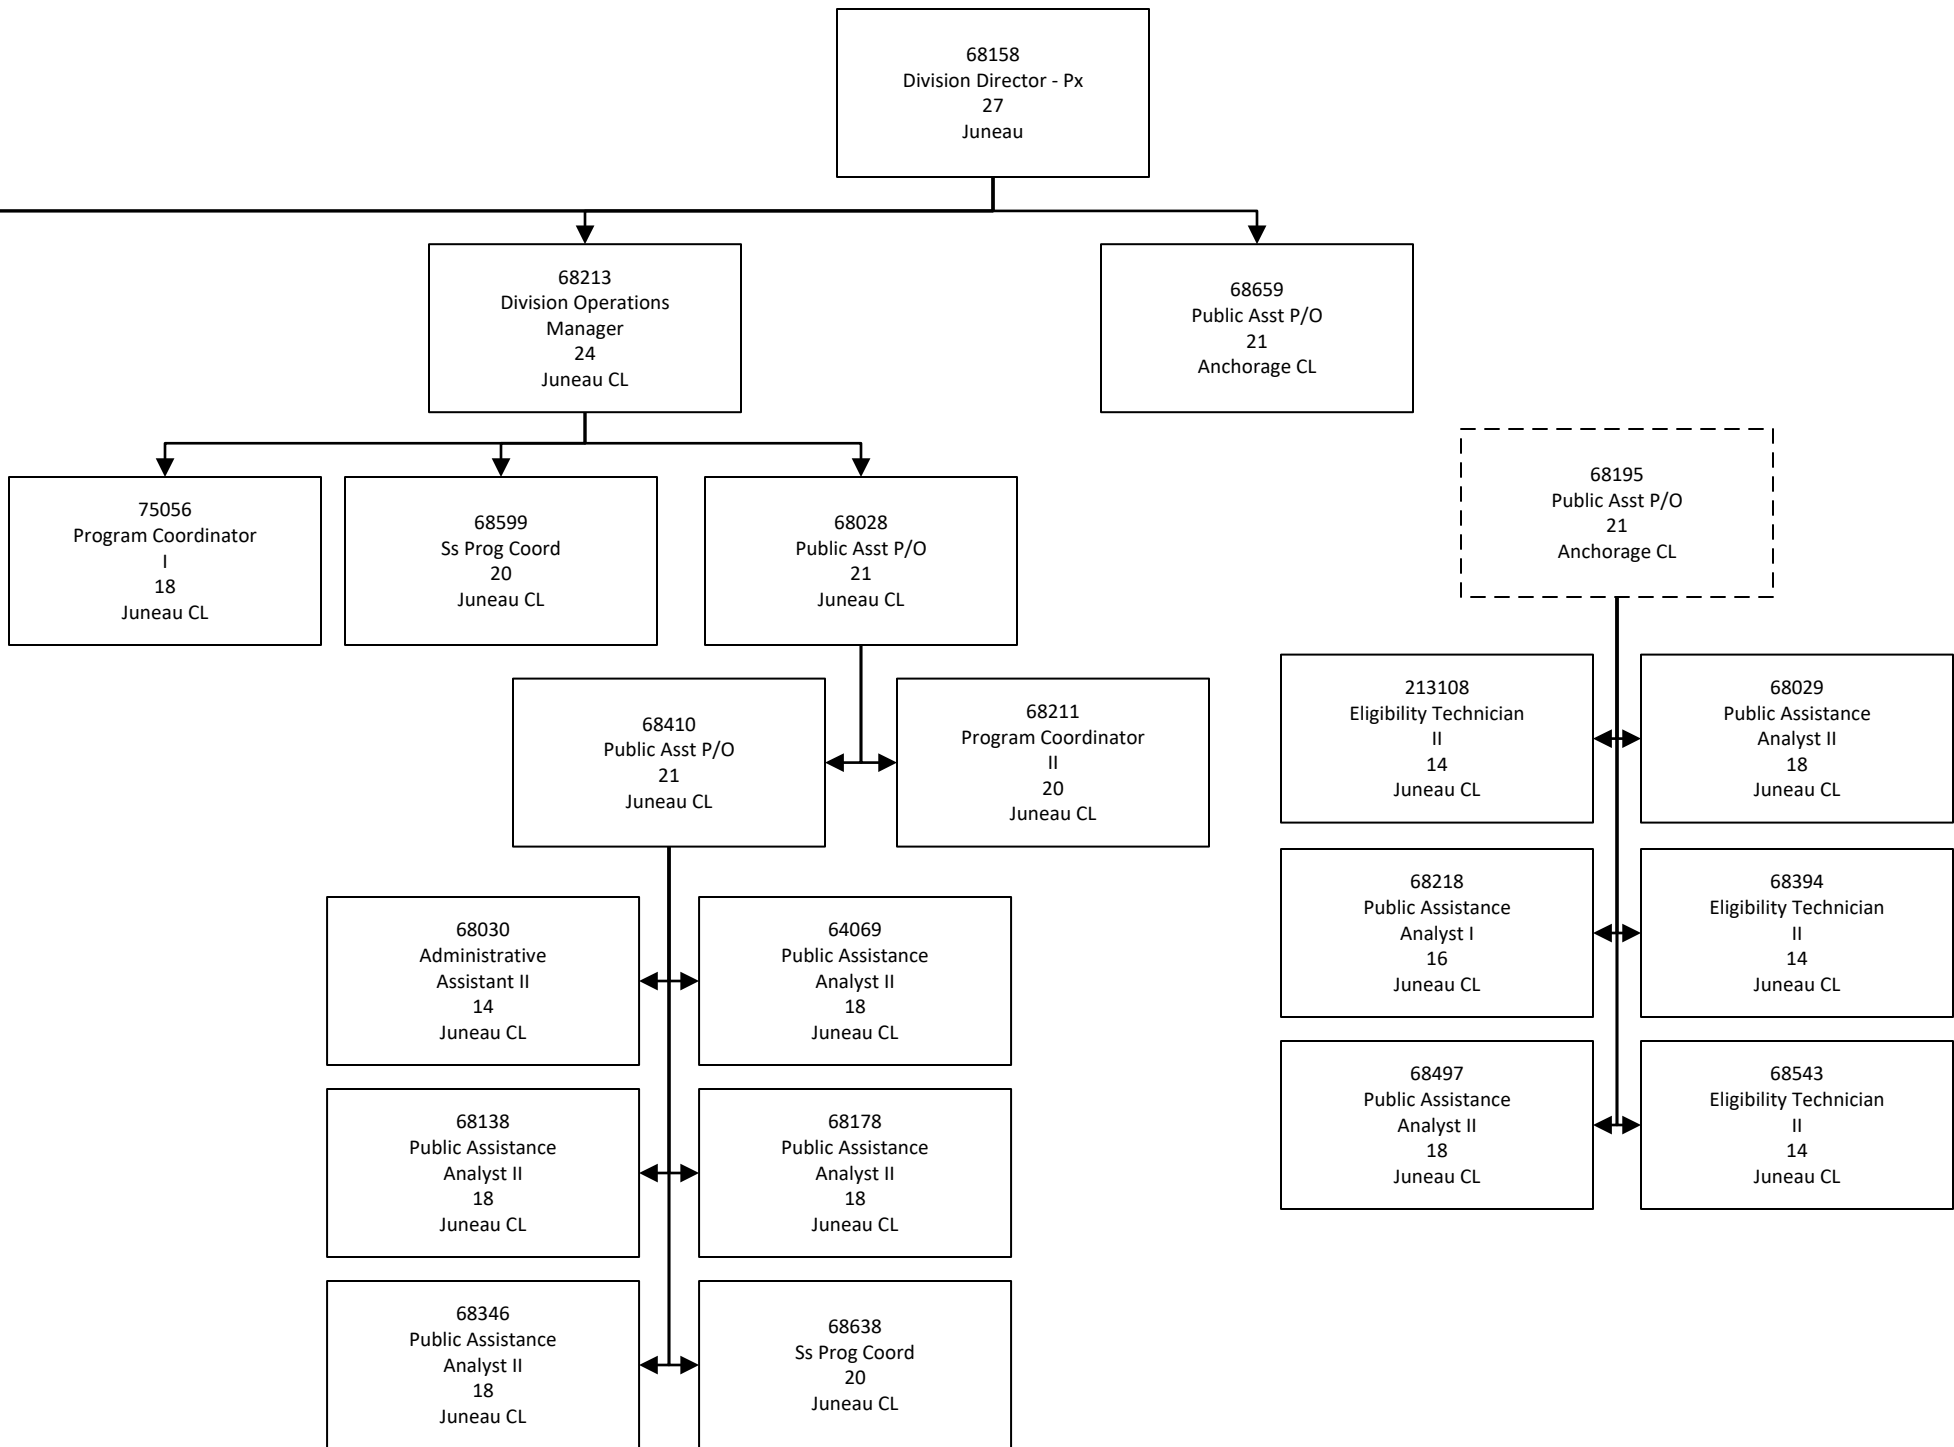 68158
Division Director - Px
27
Juneau
68213
Division Operations
Manager
24
Juneau CL
68659
Public Asst P/O
21
Anchorage CL
75056
Program Coordinator
I
18
Juneau CL
68599
Ss Prog Coord
20
Juneau CL
68028
Public Asst P/O
21
Juneau CL
68195
Public Asst P/O
21
Anchorage CL
68410
Public Asst P/O
21
Juneau CL
68211
Program Coordinator
II
20
Juneau CL
213108
Eligibility Technician
II
14
Juneau CL
68029
Public Assistance
Analyst II
18
Juneau CL
68218
Public Assistance
Analyst I
16
Juneau CL
68394
Eligibility Technician
II
14
Juneau CL
68030
Administrative
Assistant II
14
Juneau CL
64069
Public Assistance
Analyst II
18
Juneau CL
68497
Public Assistance
Analyst II
18
Juneau CL
68543
Eligibility Technician
II
14
Juneau CL
68138
Public Assistance
Analyst II
18
Juneau CL
68178
Public Assistance
Analyst II
18
Juneau CL
68346
Public Assistance
Analyst II
18
Juneau CL
68638
Ss Prog Coord
20
Juneau CL